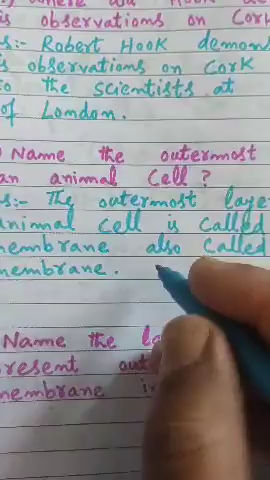 is observations on Cork
s:- Robert Hook demons
is observations on Cork
to the scientists at
of London.
Name the outermost
an animal Cell?
s:- The outermost laye
animal cell is called
membrane also called
membrane.
Name the la
present out
membrane i